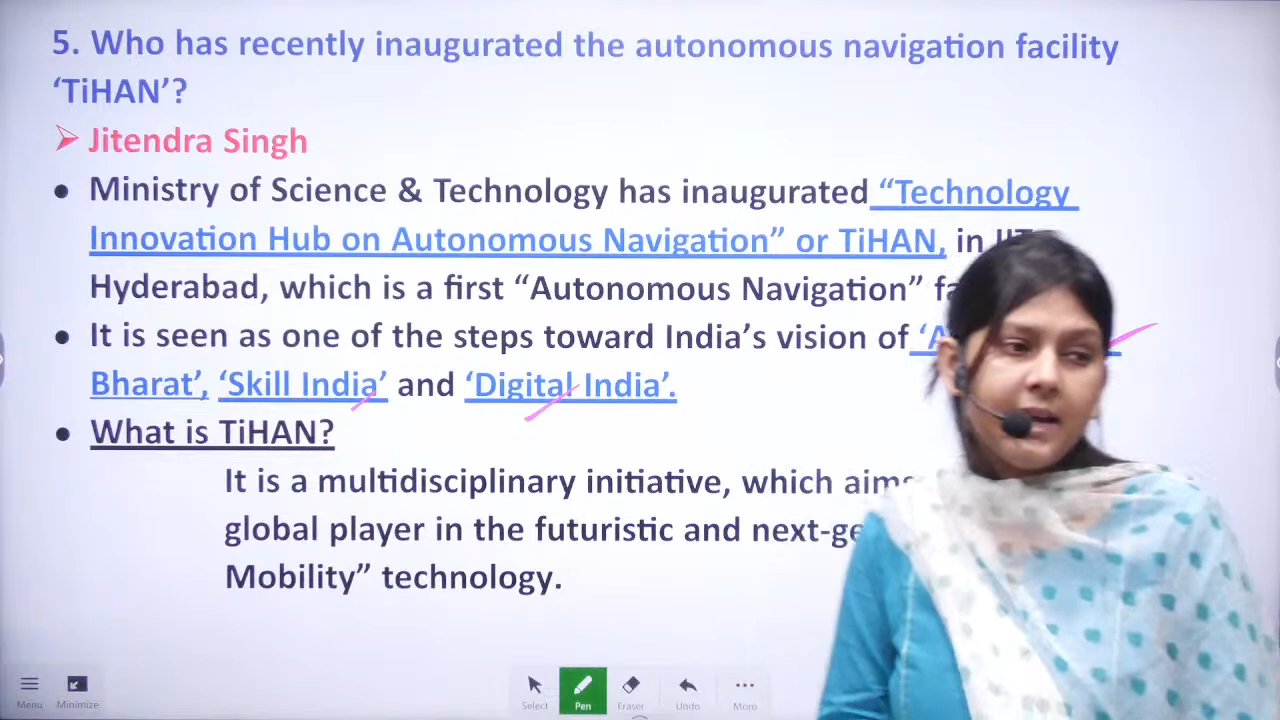 5. Who has recently inaugurated the autonomous navigation facility
‘TiHAN’?
Jitendra Singh
• Ministry of Science & Technology has inaugurated “Technology
Innovation Hub on Autonomous Navigation” or TiHAN, in IIT
Hyderabad, which is a first “Autonomous Navigation”
• It is seen as one of the steps toward India’s vision of
Bharat’, ‘Skill India’ and ‘Digital India’.
• What is TiHAN?
It is a multidisciplinary initiative, which aims
global player in the futuristic and
Mobility” technology.
Menu
Minimize
Select
Pen
Eraser
Undo
More